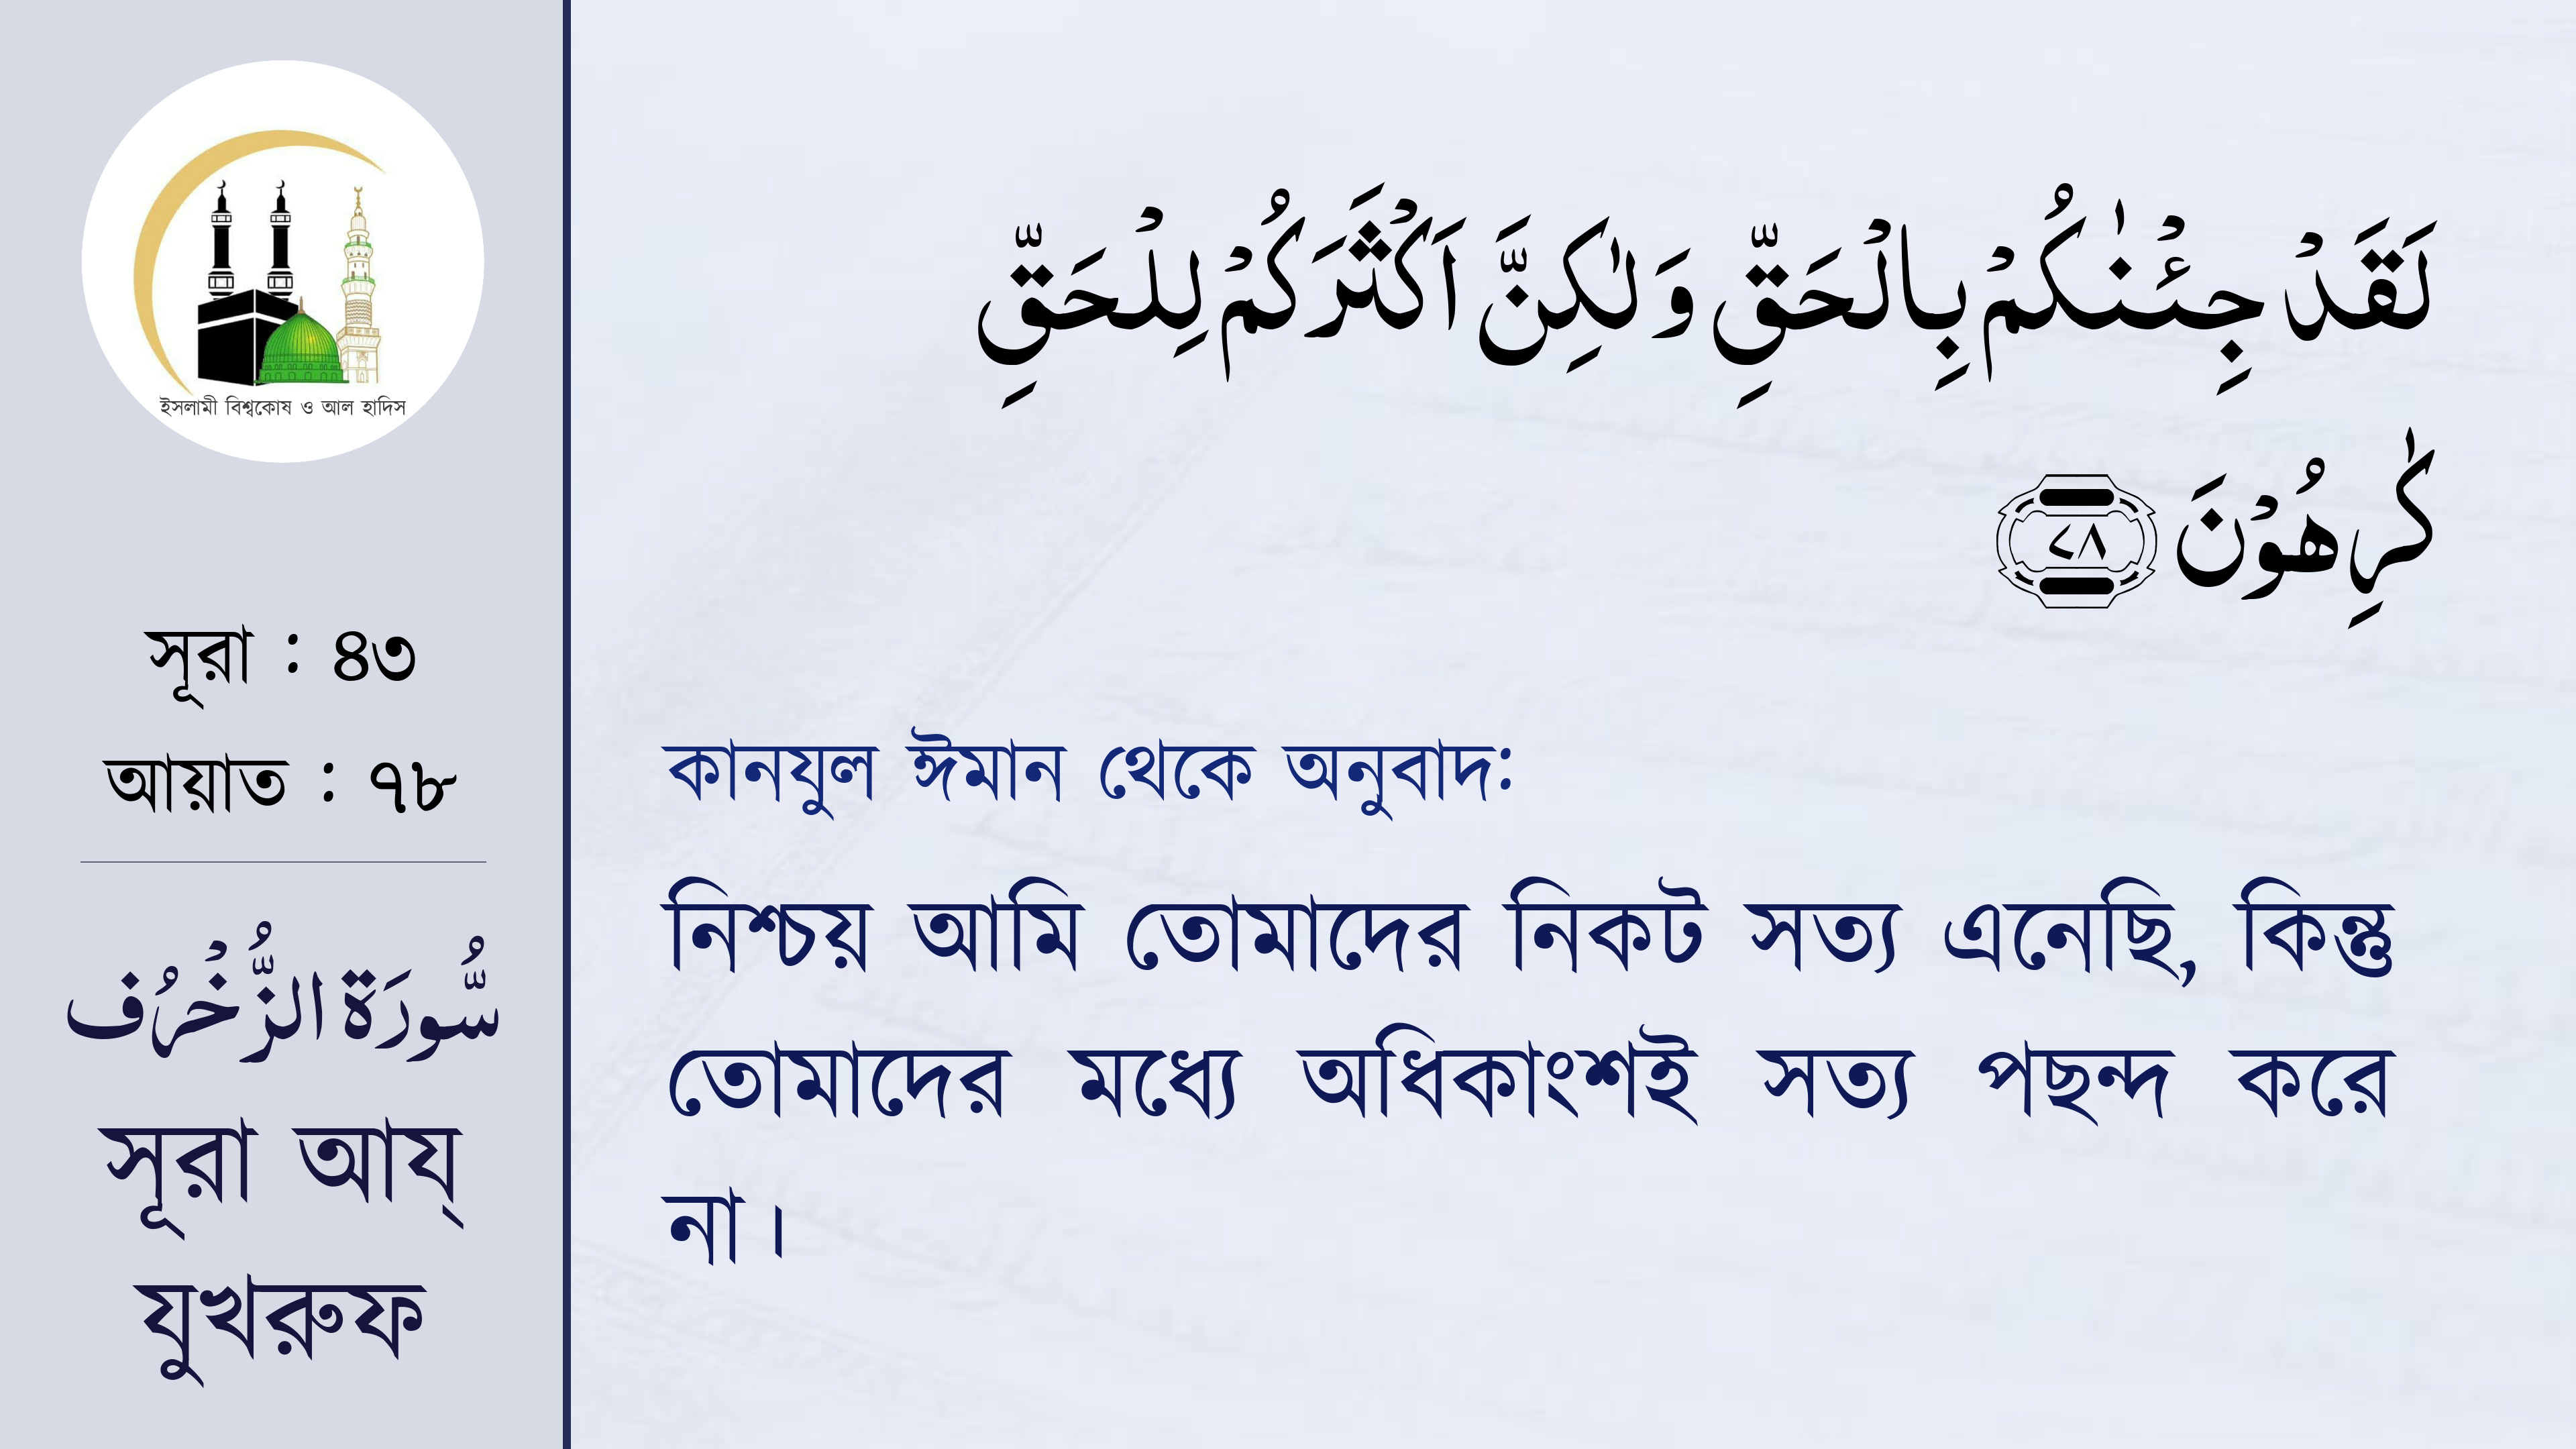 ইসলামী বিশ্বকোষ ও আল হাদিস
সূরা : ৪৩
আয়াত : ৭৮
سُّورَة الزُّخْرُف
সূরা আয্
যুখরুফ
لَقَدْ جِئْنٰكُمْ بِالْحَقِّ وَلٰكِنَّ اَكْثَرَكُمْ لِلْحَقِّ
كٰرِهُوْنَ ﴿۷۸﴾
কানযুল ঈমান থেকে অনুবাদ:
নিশ্চয় আমি তোমাদের নিকট সত্য এনেছি, কিন্তু
তোমাদের মধ্যে অধিকাংশই সত্য পছন্দ করে
না।